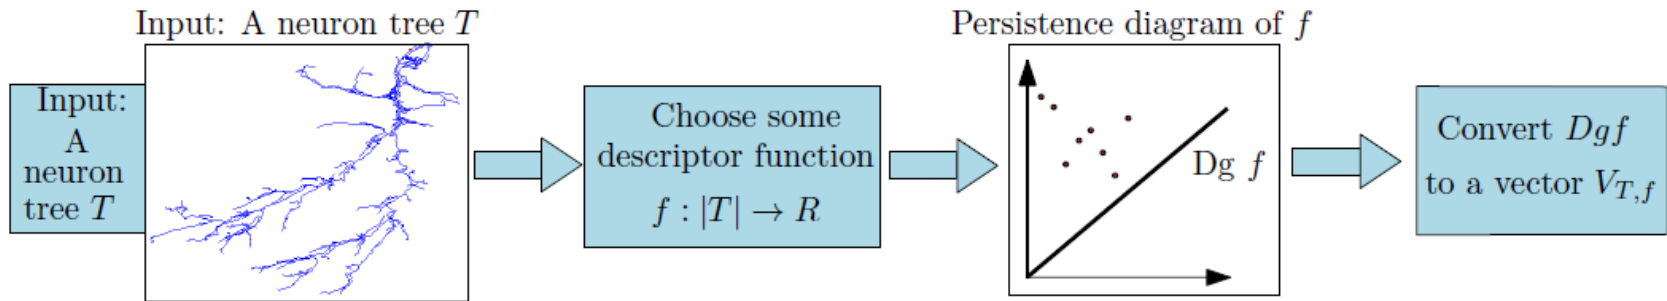 Input: A neuron tree T
Input:
A
neuron
tree T
Choose some
descriptor function
f : |T| → R
Persistence diagram of f
Dg f
Convert Dgf
to a vector V_{T,f}